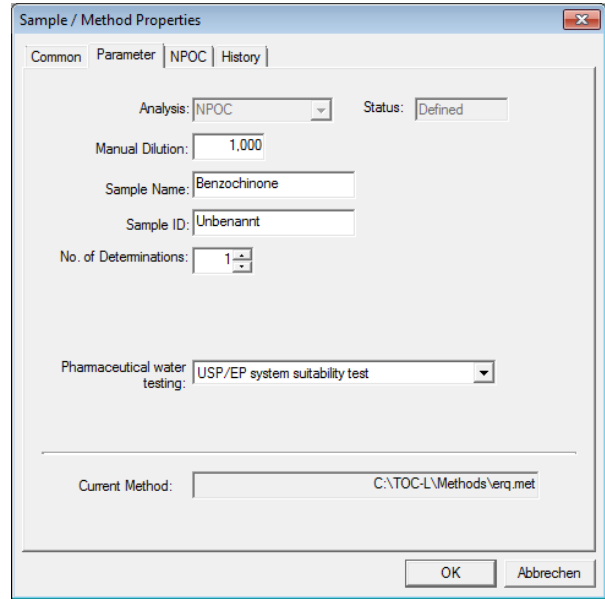 Sample / Method Properties
Common Parameter NPOC History
Analysis: NPOC Status: Defined
Manual Dilution: 1,000
Sample Name: Benzochinone
Sample ID: Unbenannt
No. of Determinations: 1
Phamaceutical water
testing: USP/EP system suitability test
Current Method: C:\TOC-L\Methods\erq.met
OK Abbrechen